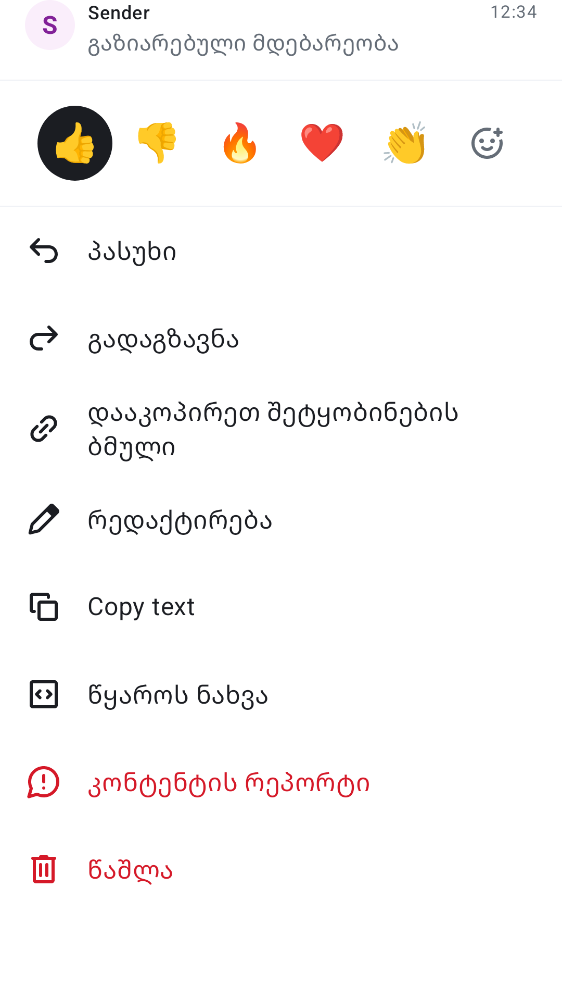 S
Sender
12:34
გაზიარებული მდებარეობა
პასუხი
გადაგზავნა
დააკოპირეთ შეტყობინების
ბმული
რედაქტირება
Copy text
წყაროს ნახვა
კონტენტის რეპორტი
წაშლა